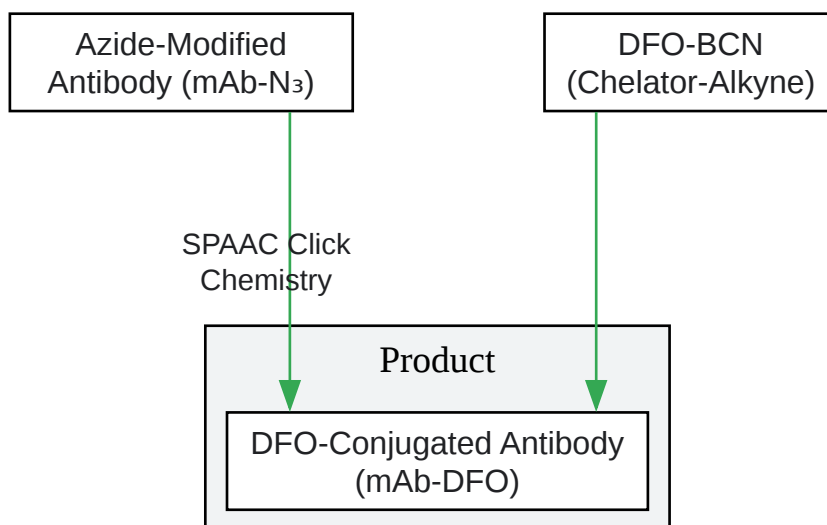 Azide-Modified
Antibody (mAb-N₃)
DFO-BCN
(Chelator-Alkyne)
SPAAC Click
Chemistry
Product
DFO-Conjugated Antibody
(mAb-DFO)